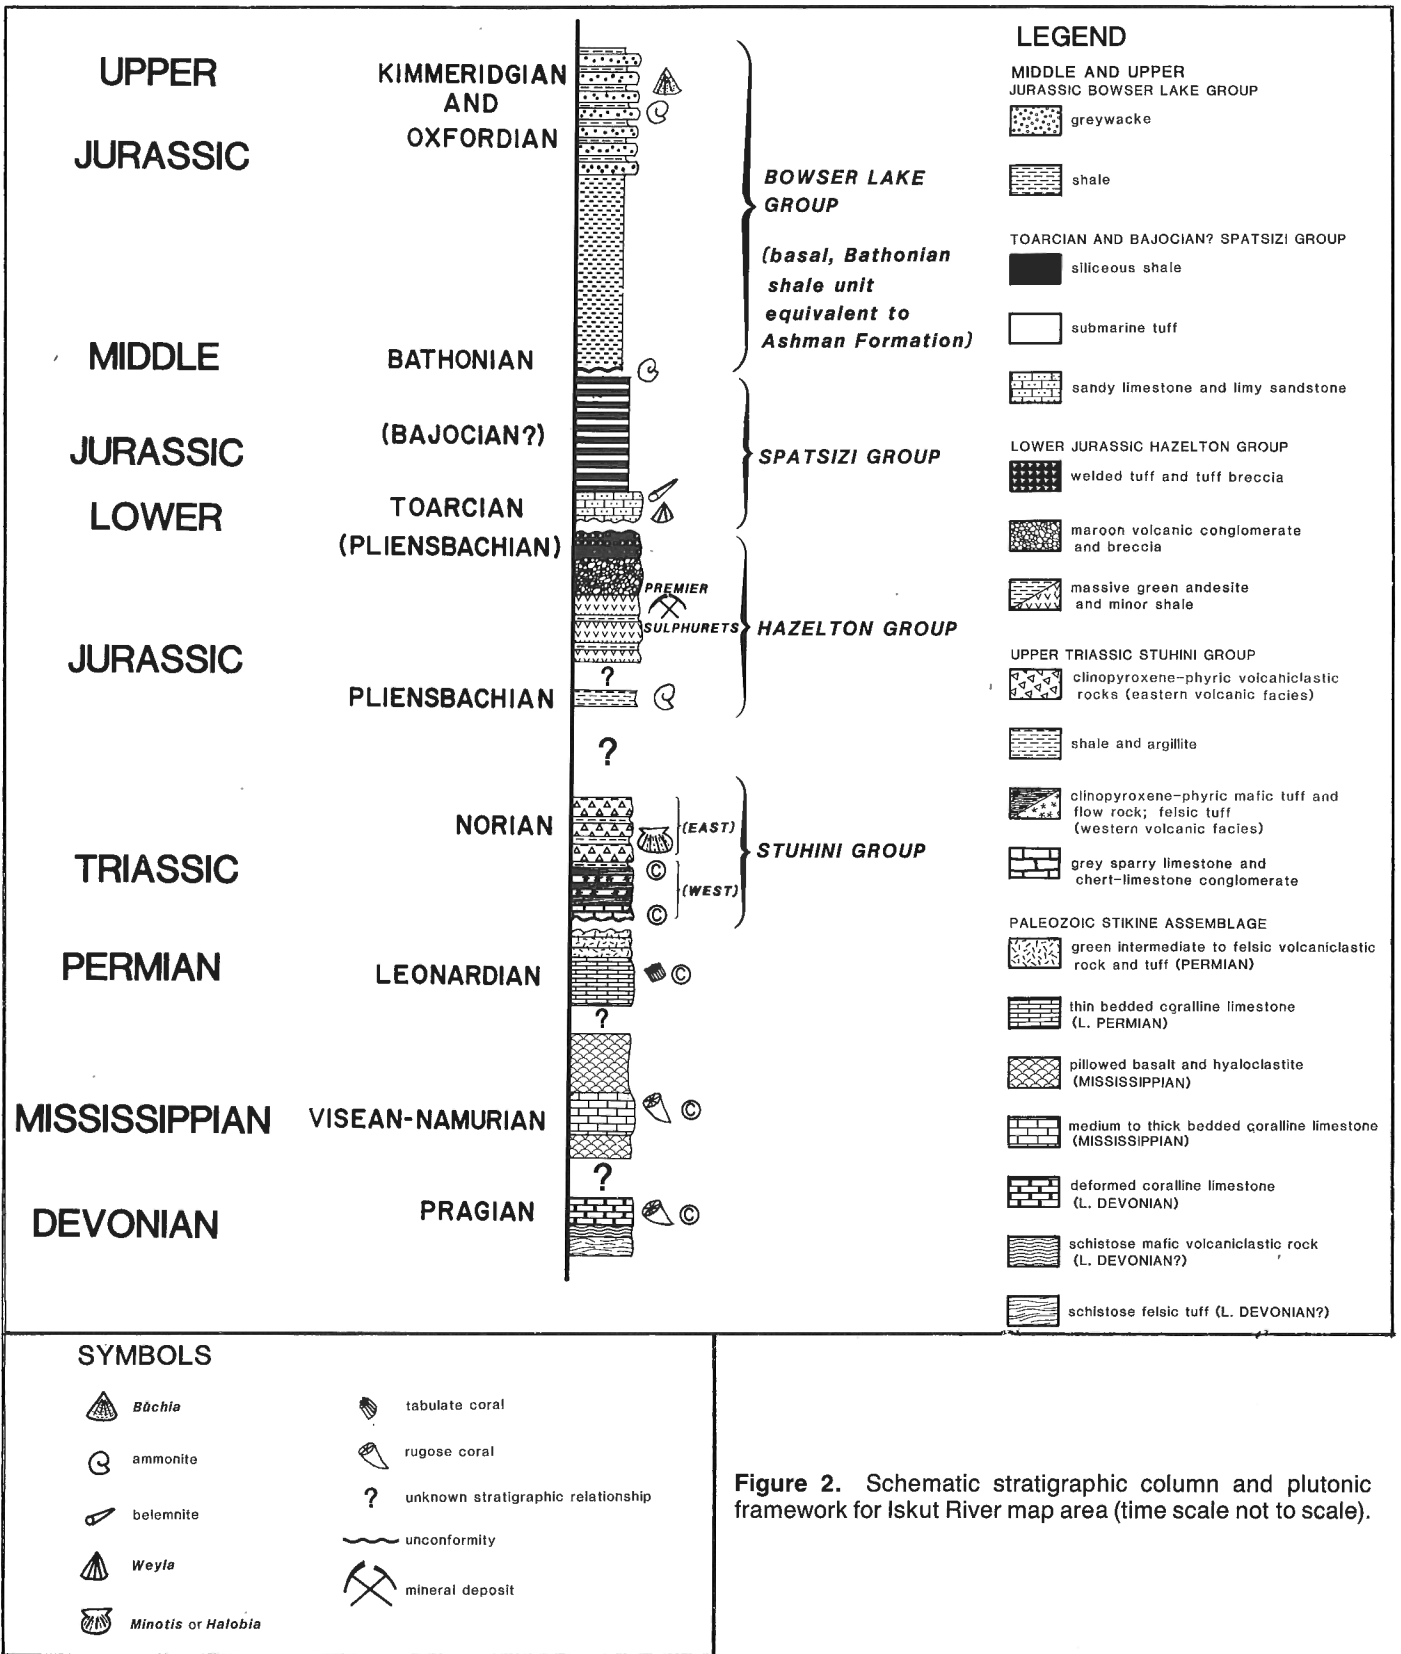 UPPER
JURASSIC
MIDDLE
JURASSIC
LOWER
JURASSIC
TRIASSIC
PERMIAN
MISSISSIPPIAN
DEVONIAN
KIMMERIDGIAN
AND
OXFORDIAN
BATHONIAN
(BAJOCIAN?)
TOARCIAN
(PLIENSBACHIAN)
PLIENSBACHIAN
NORIAN
LEONARDIAN
VISEAN-NAMURIAN
PRAGIAN
PREMIER
SULPHURETS
?
?
(EAST)
©
(WEST)
©
©
?
©
?
©
BOWSER LAKE
GROUP
(basal, Bathonian
shale unit
equivalent to
Ashman Formation)
SPATSIZI GROUP
HAZELTON GROUP
STUHINI GROUP
LEGEND
MIDDLE AND UPPER
JURASSIC BOWSER LAKE GROUP
greywacke
shale
TOARCIAN AND BAJOCIAN? SPATSIZI GROUP
siliceous shale
submarine tuff
sandy limestone and limy sandstone
LOWER JURASSIC HAZELTON GROUP
welded tuff and tuff breccia
maroon volcanic conglomerate
and breccia
massive green andesite
and minor shale
UPPER TRIASSIC STUHINI GROUP
clinopyroxene-phyric volcahiclastic
rocks (eastern volcanic facies)
shale and argillite
clinopyroxene-phyric mafic tuff and
flow rock; felsic tuff
(western volcanic facies)
grey sparry limestone and
chert-limestone conglomerate
PALEOZOIC STIKINE ASSEMBLAGE
green intermediate to felsic volcaniclastic
rock and tuff (PERMIAN)
thin bedded coralline limestone
(L. PERMIAN)
pillowed basalt and hyaloclastite
(MISSISSIPPIAN)
medium to thick bedded coralline limestone
(MISSISSIPPIAN)
deformed coralline limestone
(L. DEVONIAN)
schistose mafic volcaniclastic rock
(L. DEVONIAN?)
schistose felsic tuff (L. DEVONIAN?)
SYMBOLS
Buchia
ammonite
belemnite
Weyla
Minotis or Halobia
tabulate coral
rugose coral
? unknown stratigraphic relationship
unconformity
mineral deposit
Figure 2. Schematic stratigraphic column and plutonic
framework for Iskut River map area (time scale not to scale).